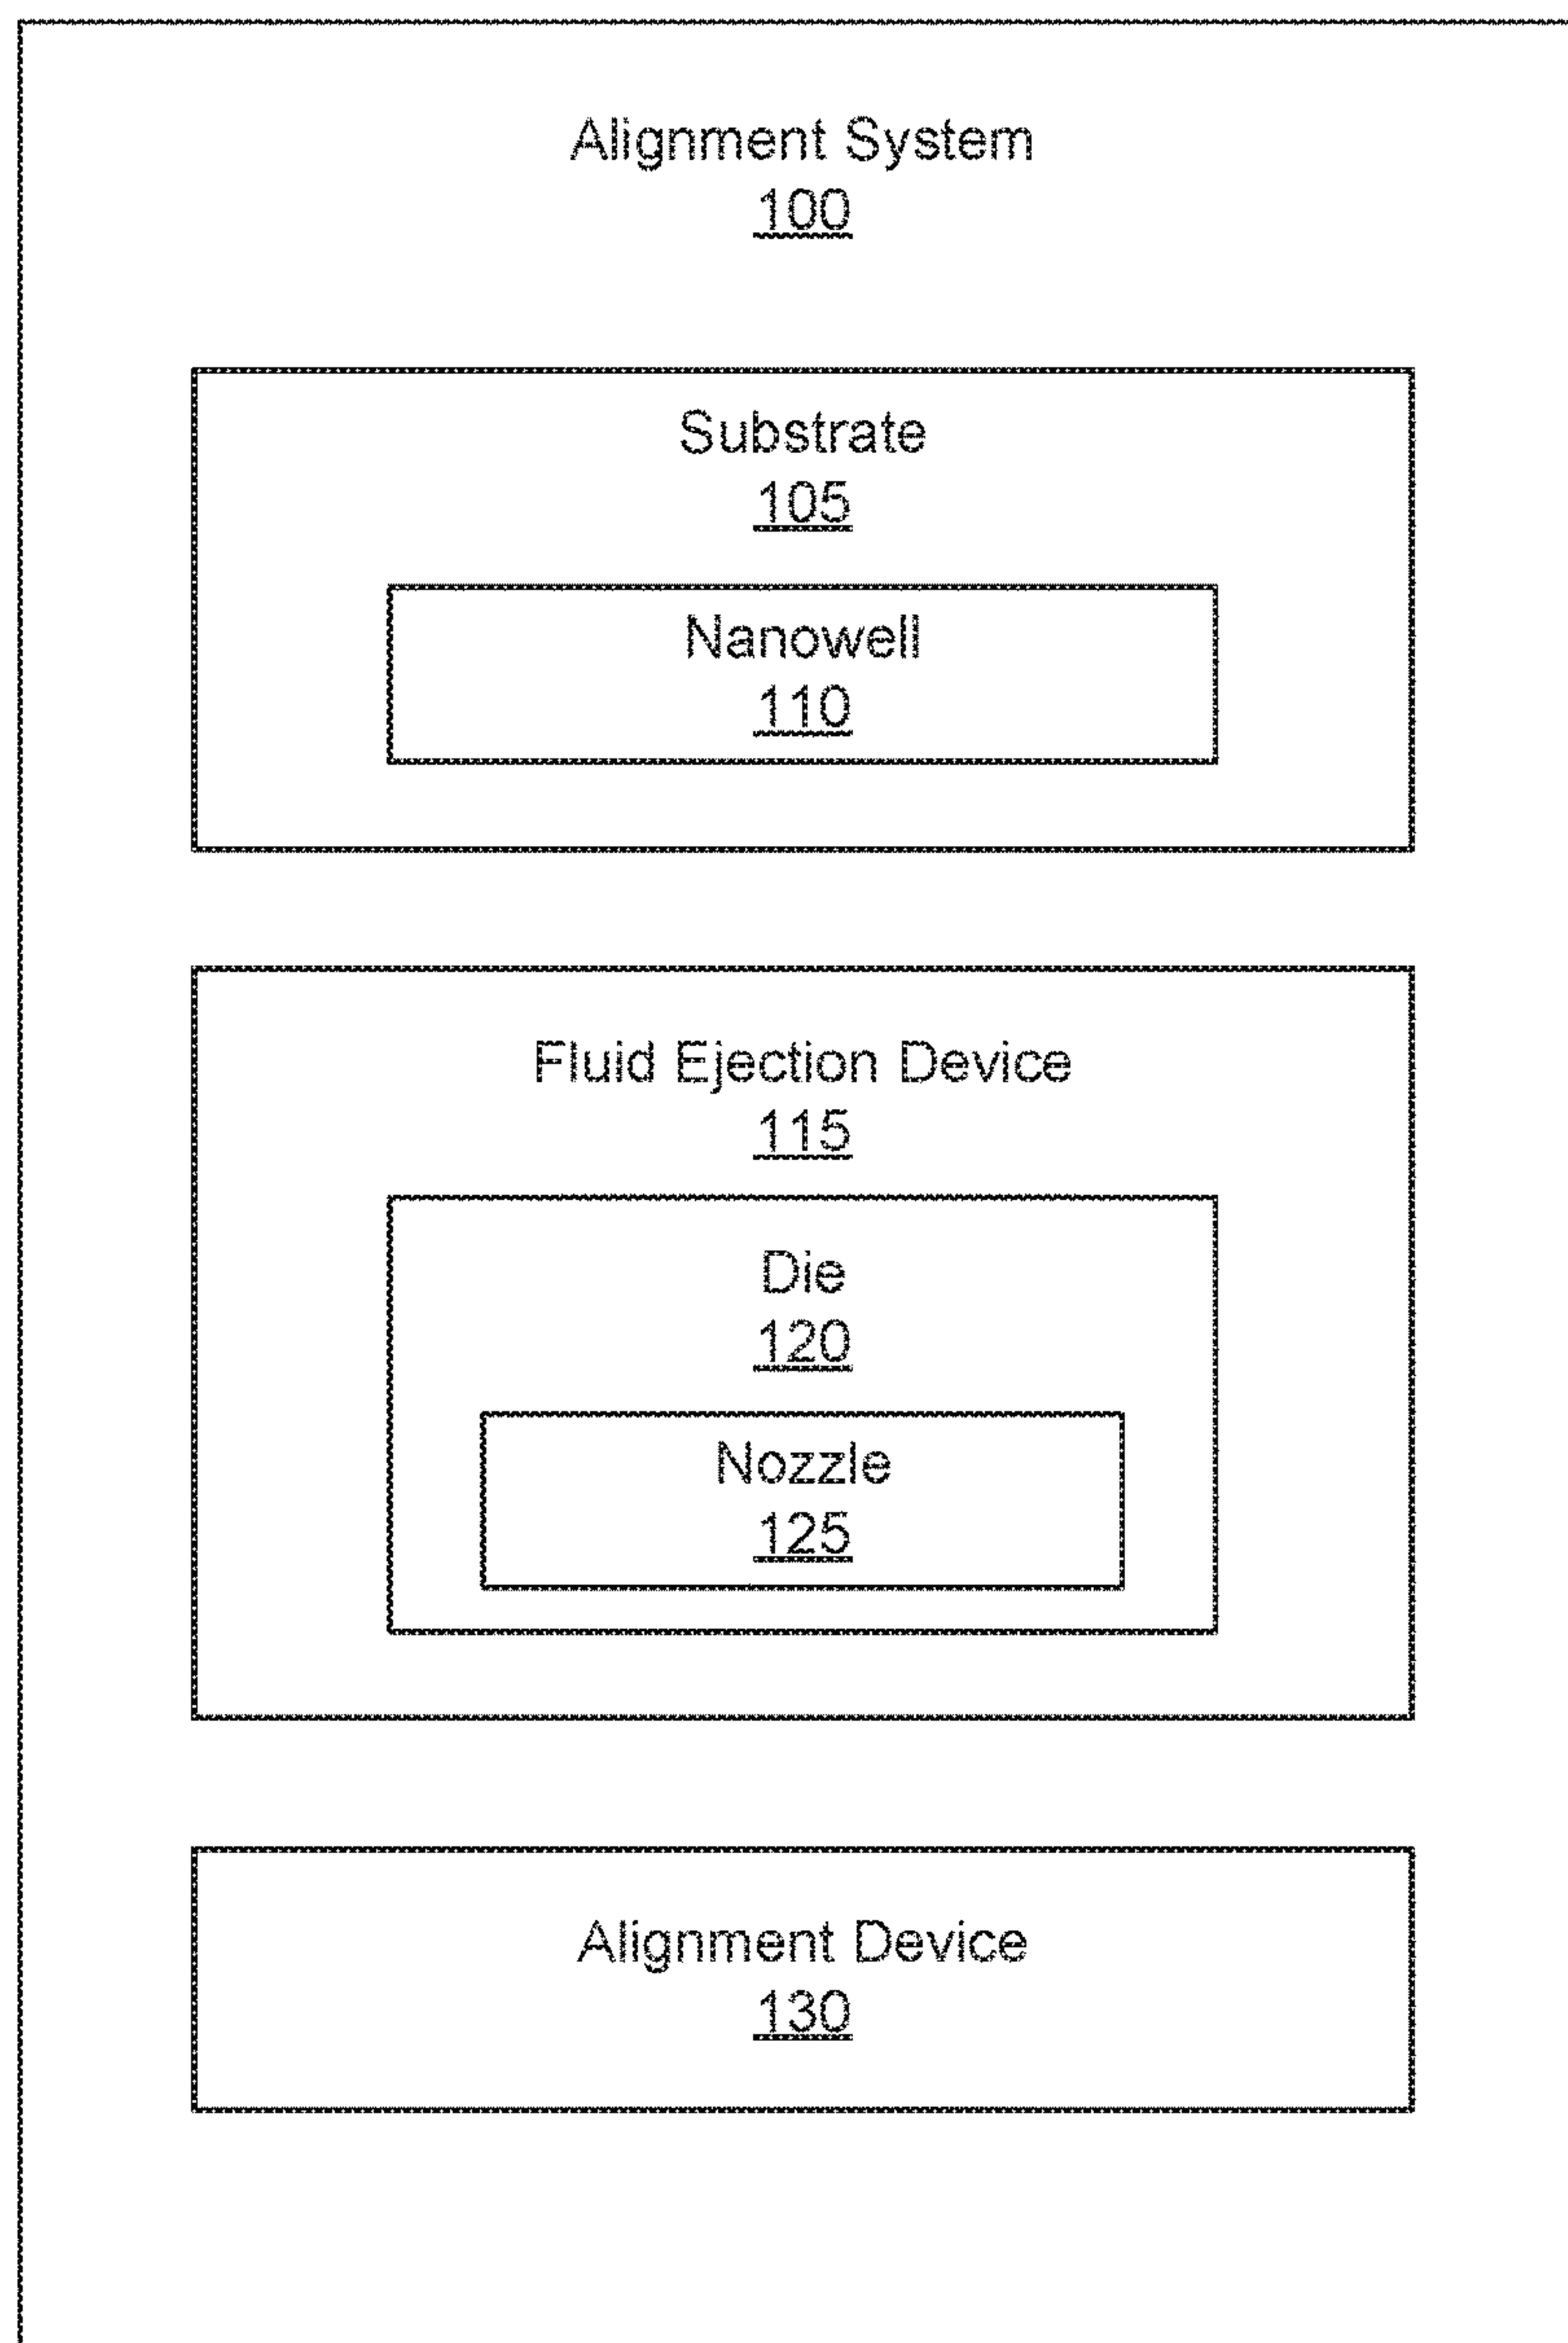 Alignment System
100
Substrate
105
Nanowell
110
Fluid Ejection Device
115
Die
120
Nozzle
125
Alignment Device
130